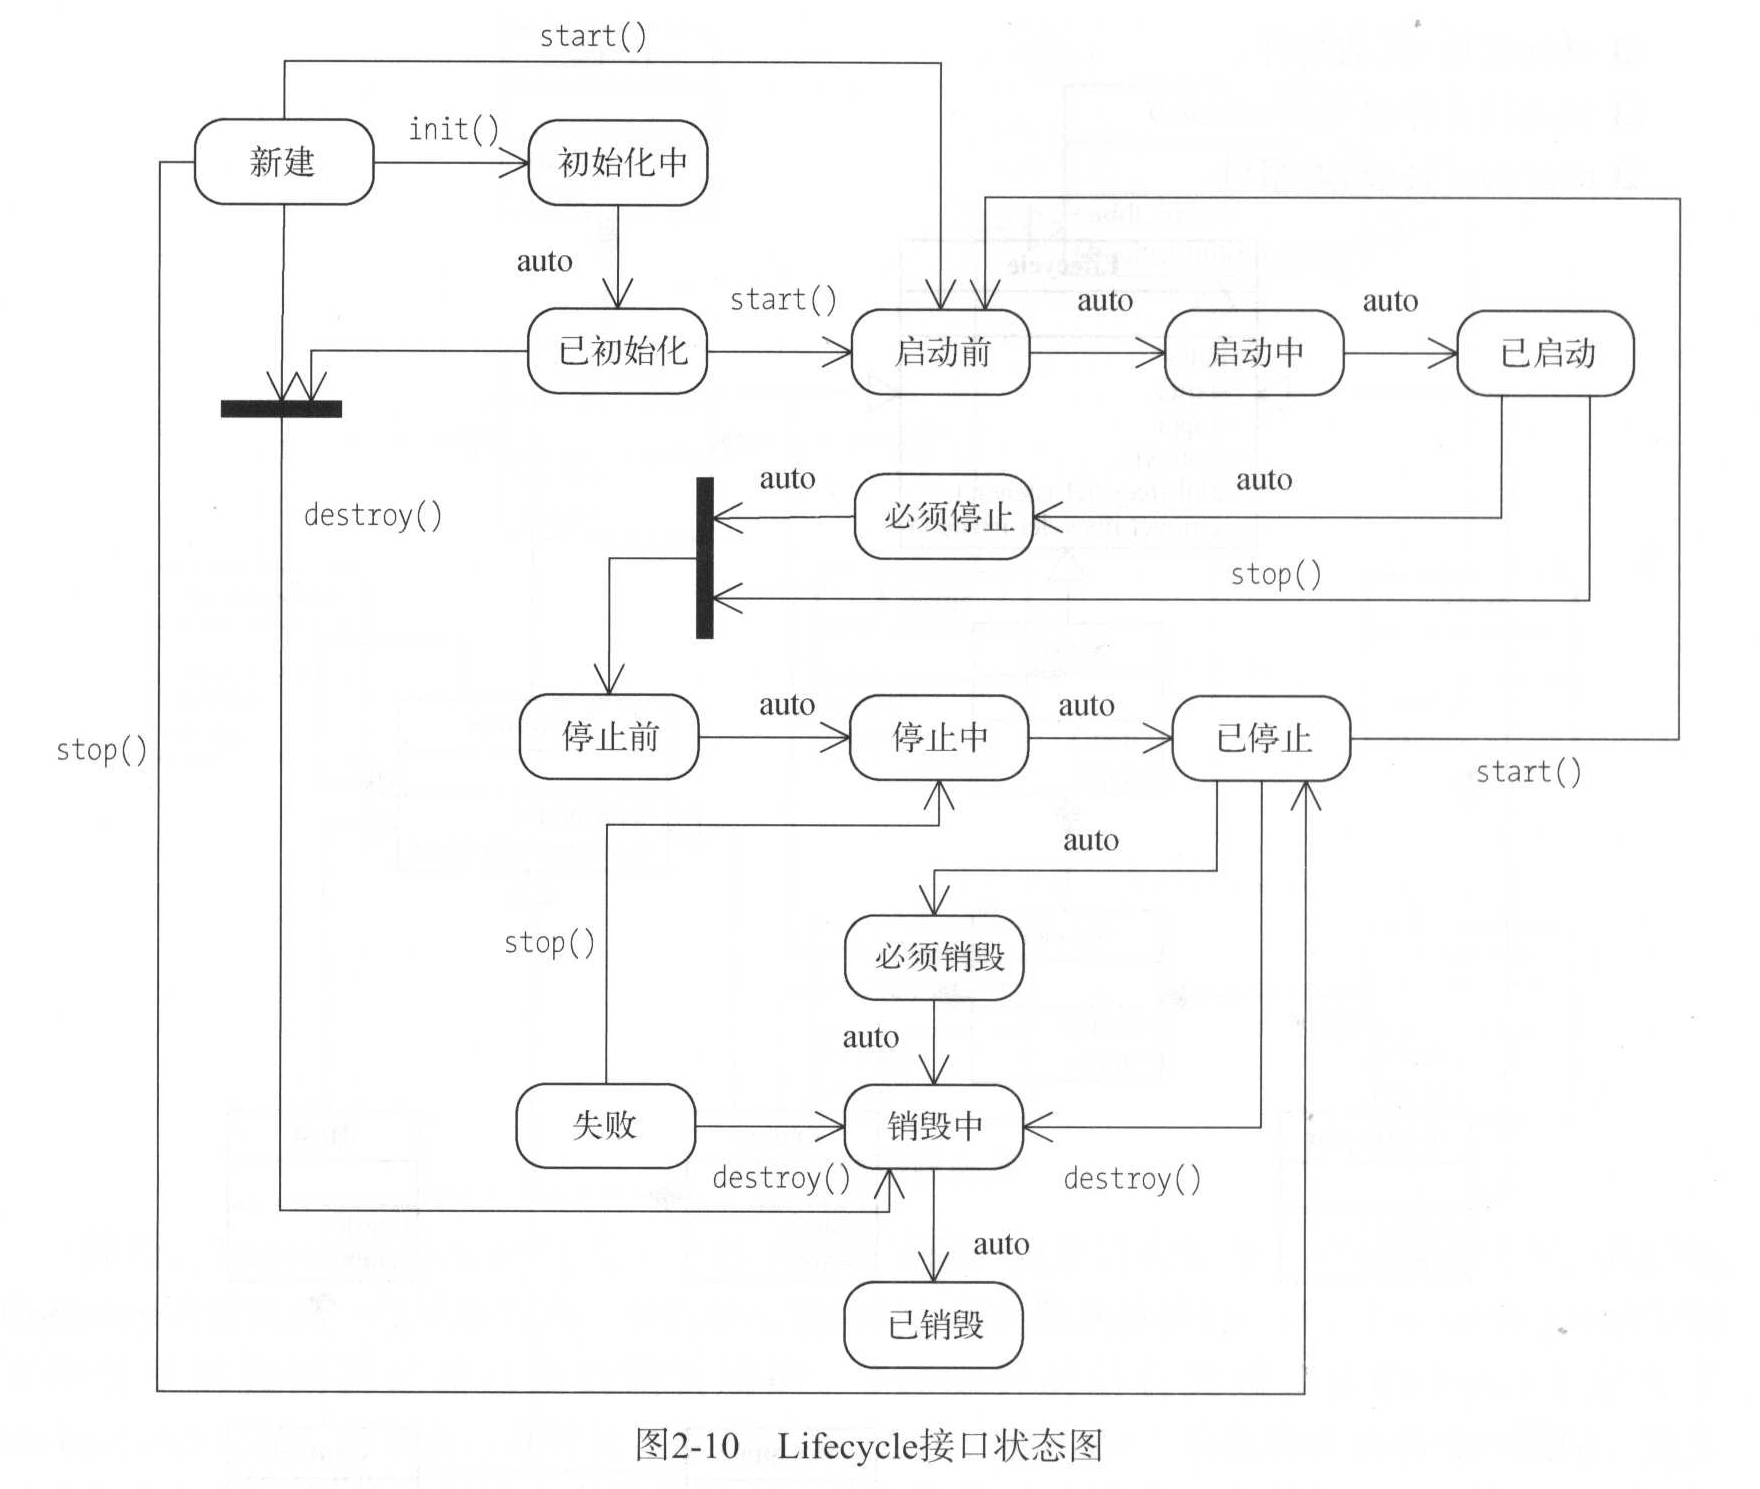 start()
新建
init()
初始化中
auto
已初始化
start()
启动前
auto
启动中
auto
已启动
destroy()
auto
必须停止
auto
stop()
停止前
auto
停止中
auto
已停止
start()
stop()
auto
stop()
必须销毁
auto
失败
销毁中
destroy()
destroy()
auto
已销毁
图2-10 Lifecycle接口状态图